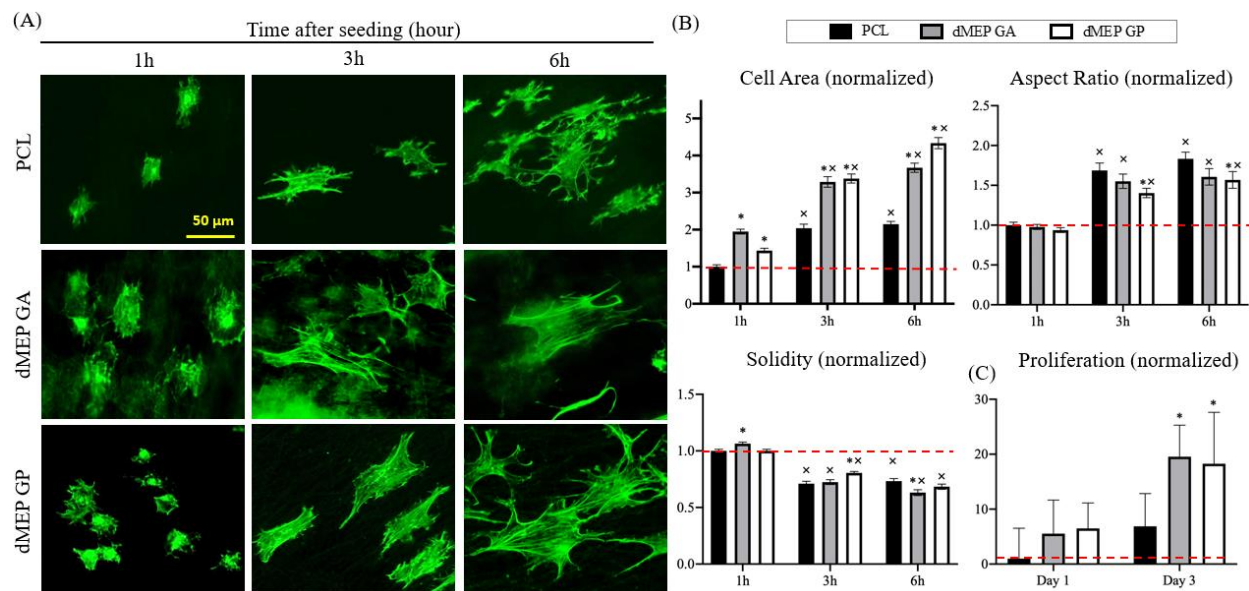 (A)
Time after seeding (hour)
1h 3h 6h
PCL
50 µm
dMEP GA
dMEP GP
(B)
PCL dMEP GA dMEP GP
Cell Area (normalized)
5
4
3
2
1
0
* × *× *× × *× *×
*
1h 3h 6h
Aspect Ratio (normalized)
2.5
2.0
1.5
1.0
0.5
0.0
× × *× × × *×
1h 3h 6h
Solidity (normalized)
1.5
1.0
0.5
0.0
* × × *× × *× ×
1h 3h 6h
(C)
Proliferation (normalized)
30
20
10
0
* *
Day 1 Day 3